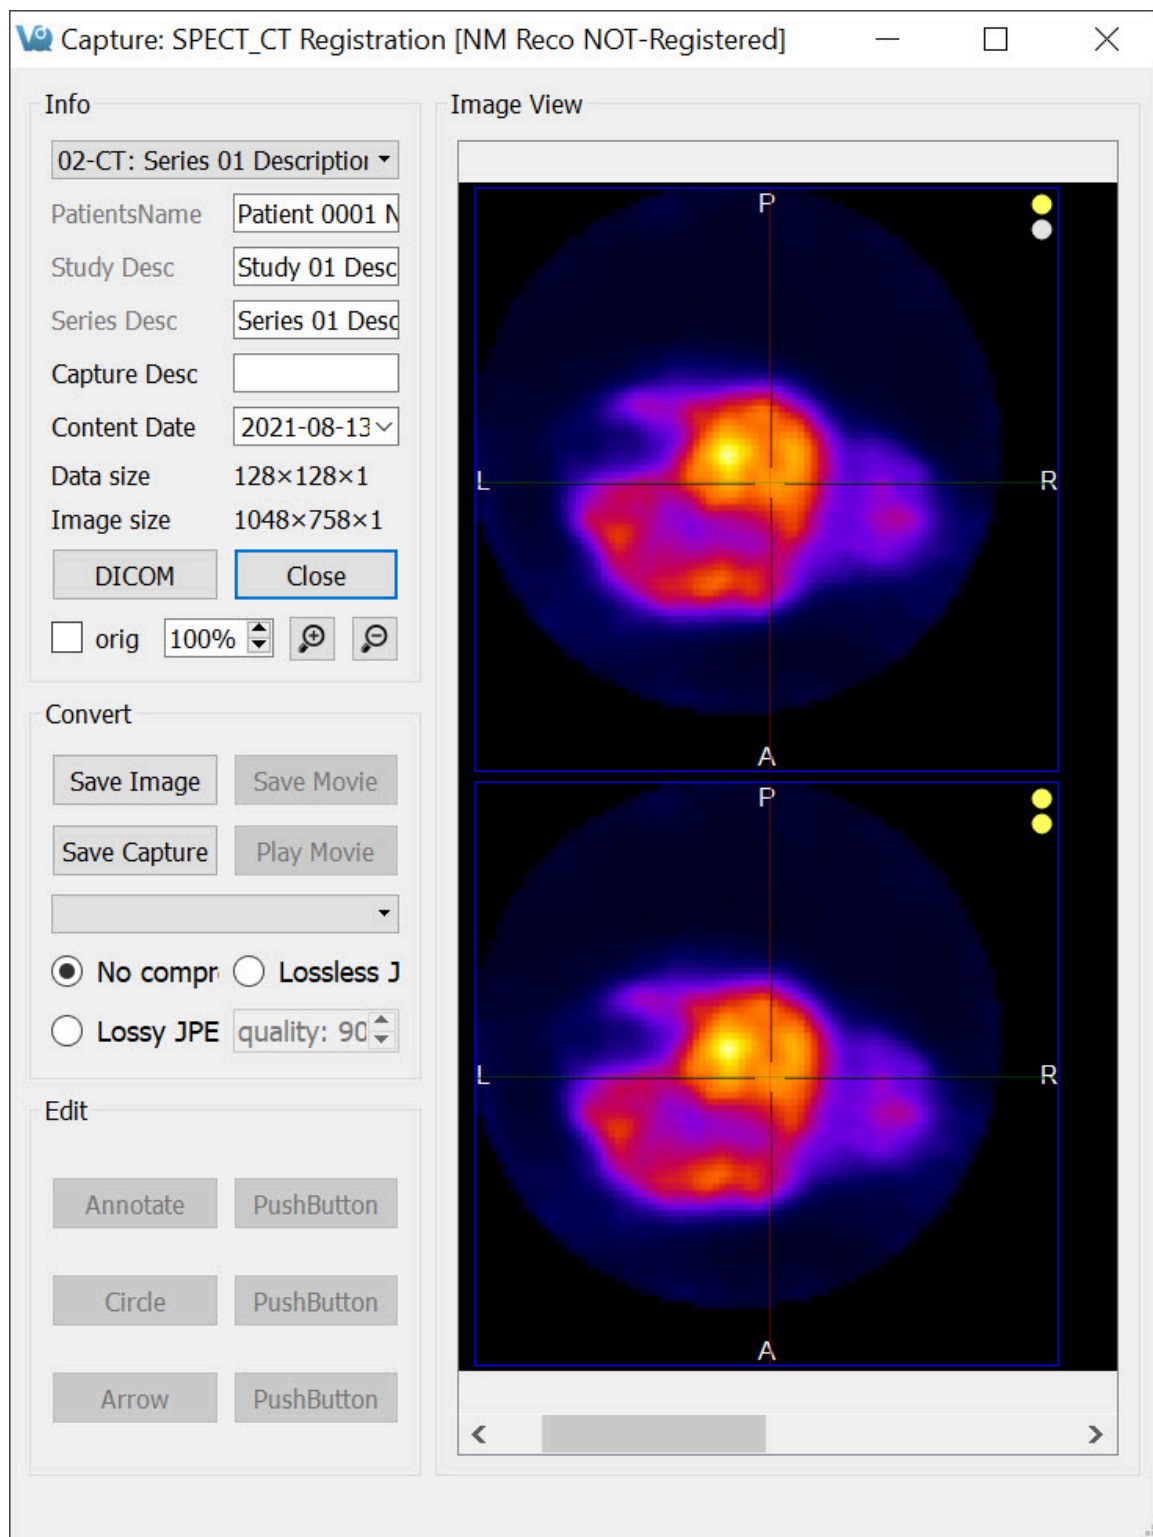 Capture: SPECT_CT Registration [NM Reco NOT-Registered]
Info
02-CT: Series 01 Description
PatientsName Patient 0001 N
Study Desc Study 01 Desc
Series Desc Series 01 Desc
Capture Desc
Content Date 2021-08-13
Data size 128×128×1
Image size 1048×758×1
DICOM Close
orig 100%
Convert
Save Image Save Movie
Save Capture Play Movie
No compr Lossless J
Lossy JPE quality: 90
Edit
Annotate PushButton
Circle PushButton
Arrow PushButton
Image View
P
L R
A
P
L R
A